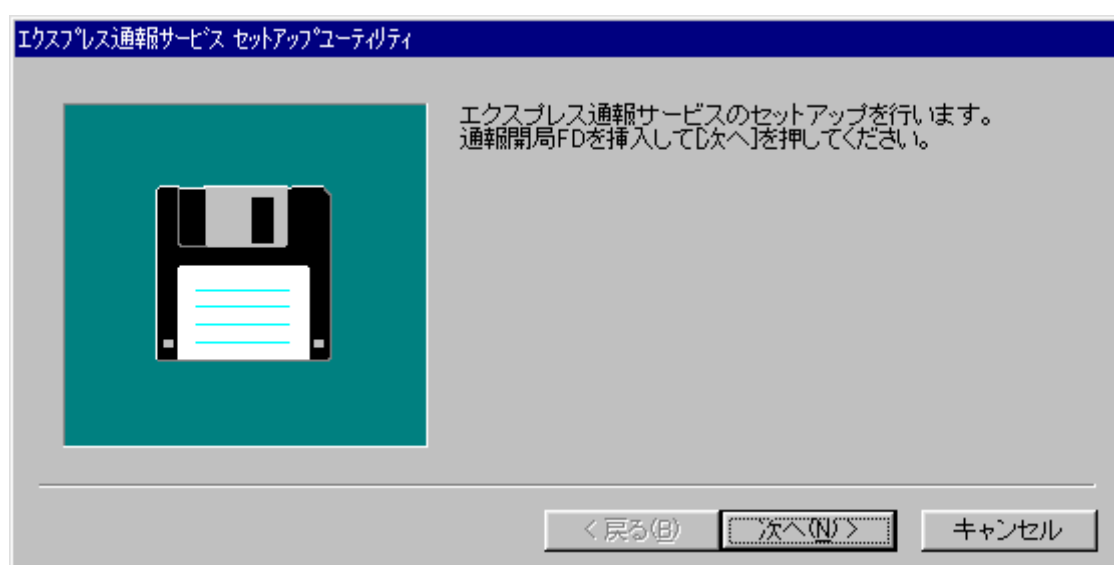 ｴｸｽﾌﾟﾚｽ通報ｻｰﾋﾞｽ ｾｯﾄｱｯﾌﾟﾕｰﾃｨﾘﾃｨ
エクスプレス通報サービスのセットアップを行います。
通報開局FDを挿入して[次へ]を押してください。
< 戻る(B)
次へ(N) >
キャンセル